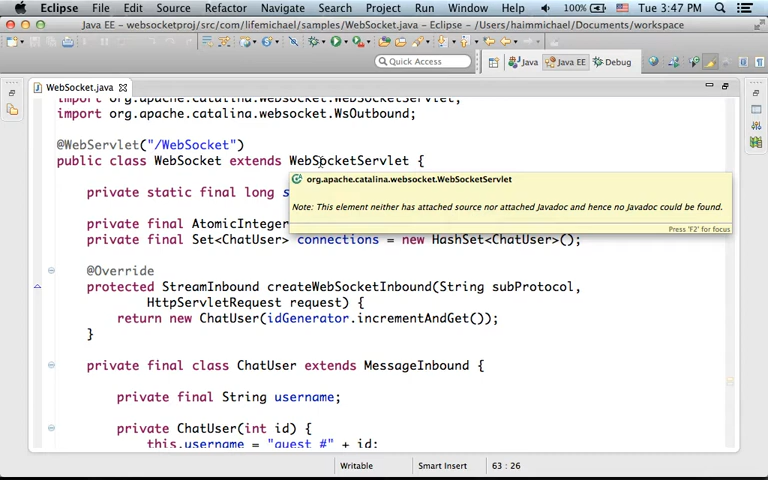 Eclipse File Edit Source Refactor Navigate Search Project Run Window Help 100% Tue 3:47 PM
Java EE - websocketproj/src/com/lifemichael/samples/WebSocket.java - Eclipse - /Users/haimmichael/Documents/workspace
Quick Access Java Java EE Debug
WebSocket.java
import org.apache.catalina.websocket.WebSocketServlet;
import org.apache.catalina.websocket.WsOutbound;
@WebServlet("/WebSocket")
public class WebSocket extends WebSocketServlet {
org.apache.catalina.websocket.WebSocketServlet
private static final long s
Note: This element neither has attached source nor attached Javadoc and hence no Javadoc could be found.
private final AtomicInteger
Press 'F2' for focus
private final Set<ChatUser> connections = new HashSet<ChatUser>();
@Override
protected StreamInbound createWebSocketInbound(String subProtocol,
HttpServletRequest request) {
return new ChatUser(idGenerator.incrementAndGet());
}
private final class ChatUser extends MessageInbound {
private final String username;
private ChatUser(int id) {
this.username = "guest #" + id;
Writable Smart Insert 63 : 26